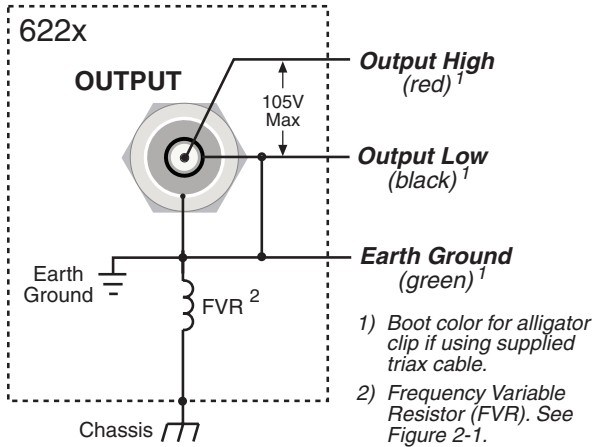 622x
OUTPUT
105V
Max
Output High
(red) 1
Output Low
(black) 1
Earth Ground
(green) 1
Earth
Ground
FVR 2
Chassis
1) Boot color for alligator
clip if using supplied
triax cable.
2) Frequency Variable
Resistor (FVR). See
Figure 2-1.